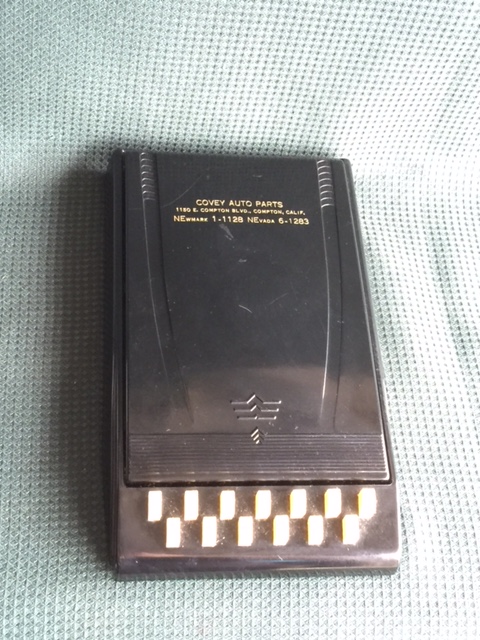 COVEY AUTO PARTS
1150 E. COMPTON BLVD., COMPTON, CALIF.
NEWMARK 1-1128 NEVADA 6-1283